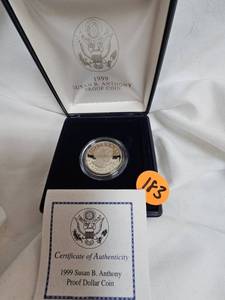 1999
SUSAN B. ANTHONY
PROOF COIN
183
Certificate of Authenticity
1999 Susan B. Anthony
Proof Dollar Coin